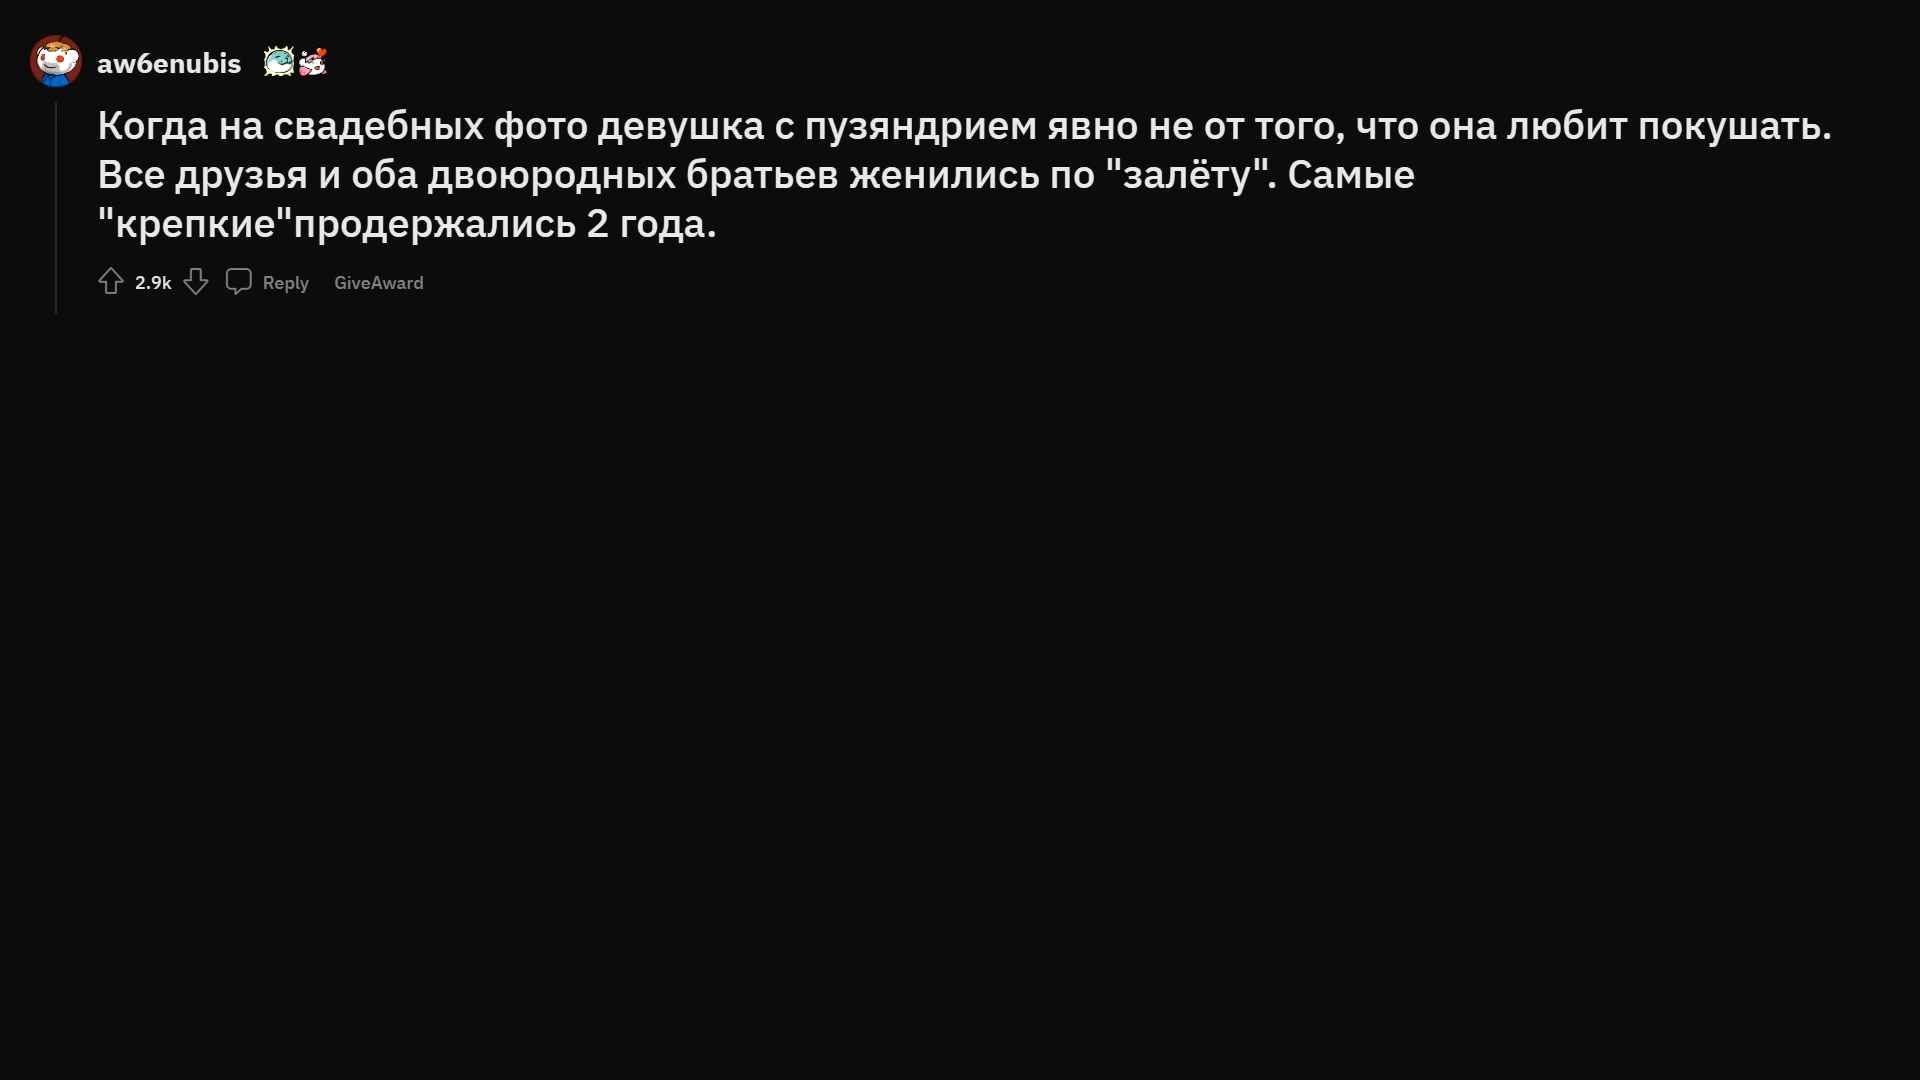 aw6enubis
Когда на свадебных фото девушка с пузяндрием явно не от того, что она любит покушать.
Все друзья и оба двоюродных братьев женились по "залёту". Самые
"крепкие"продержались 2 года.
2.9k Reply GiveAward